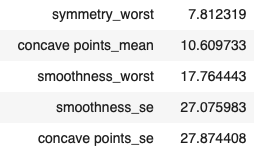 symmetry_worst 7.812319
concave points_mean 10.609733
smoothness_worst 17.764443
smoothness_se 27.075983
concave points_se 27.874408